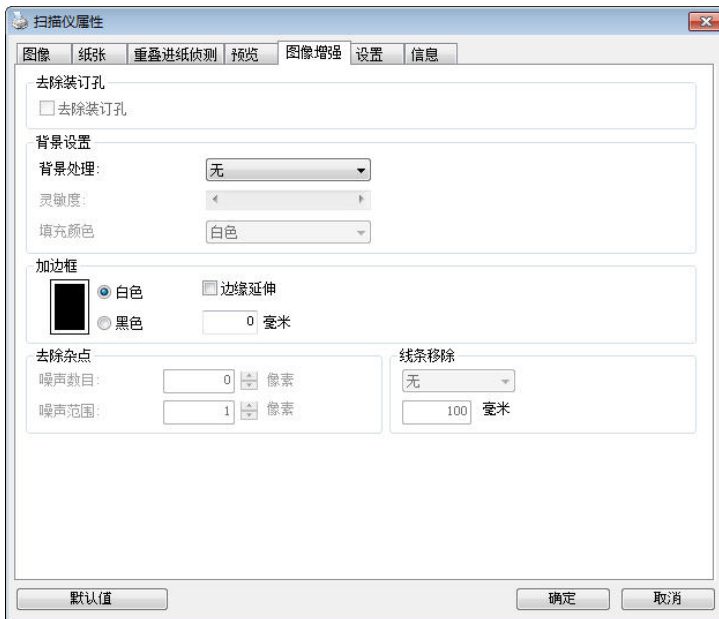 扫描仪属性
图像 纸张 重叠进纸侦测 预览 图像增强 设置 信息
去除装订孔
去除装订孔
背景设置
背景处理: 无
灵敏度:
填充颜色 白色
加边框
白色 边缘延伸
黑色 0 毫米
去除杂点 线条移除
噪声数目: 0 像素 无
噪声范围: 1 像素 100 毫米
默认值 确定 取消